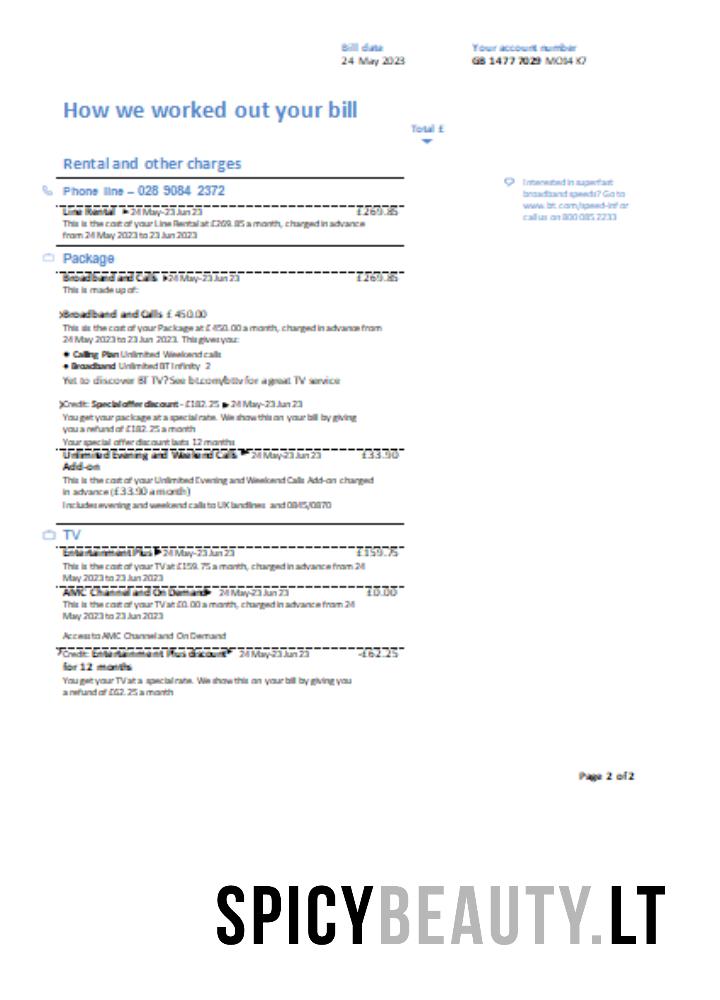 Bill date
24 May 2023
Your account number
GB 1477 7029 MO14 K7
How we worked out your bill
Total £
Rental and other charges
Phone line – 028 9084 2372
Line Rental ▶ 24 May-23 Jun 23 £269.85
This is the cost of your Line Rental at £269.85 a month, charged in advance
from 24 May 2023 to 23 Jun 2023
Interested in superfast
broadband speeds? Go to
www.bt.com/speed-inf or
call us on 800 085 2233
Package
Broadband and Calls ▶24 May-23 Jun 23 £269.85
This is made up of:
Broadband and Calls £ 450.00
This sis the cost of your Package at £450.00 a month, charged in advance from
24 May 2023 to 23 Jun 2023. This gives you:
● Calling Plan Unlimited Weekend calls
● Broadband Unlimited BT Infinity 2
Yet to discover BT TV? See bt.com/bttv for a great TV service
Credit: Special offer discount - £182.25 ▶ 24 May-23 Jun 23
You get your package at a special rate. We show this on your bill by giving
you a refund of £182.25 a month
Your special offer discount lasts 12 months
Unlimited Evening and Weekend Calls ▶ 24 May-23 Jun 23 £33.90
Add-on
This is the cost of your Unlimited Evening and Weekend Calls Add-on charged
in advance (£33.90 a month)
Includes evening and weekend calls to UK landlines and 0845/0870
TV
Entertainment Plus ▶ 24 May-23 Jun 23 £159.75
This is the cost of your TV at £159.75 a month, charged in advance from 24
May 2023 to 23 Jun 2023
AMC Channel and On Demand▶ 24 May-23 Jun 23 £0.00
This is the cost of your TV at £0.00 a month, charged in advance from 24
May 2023 to 23 Jun 2023
Access to AMC Channel and On Demand
Credit: Entertainment Plus discount▶ 24 May-23 Jun 23 -£62.25
for 12 months
You get your TV at a special rate. We show this on your bill by giving you
a refund of £62.25 a month
Page 2 of 2
SPICYBEAUTY.LT